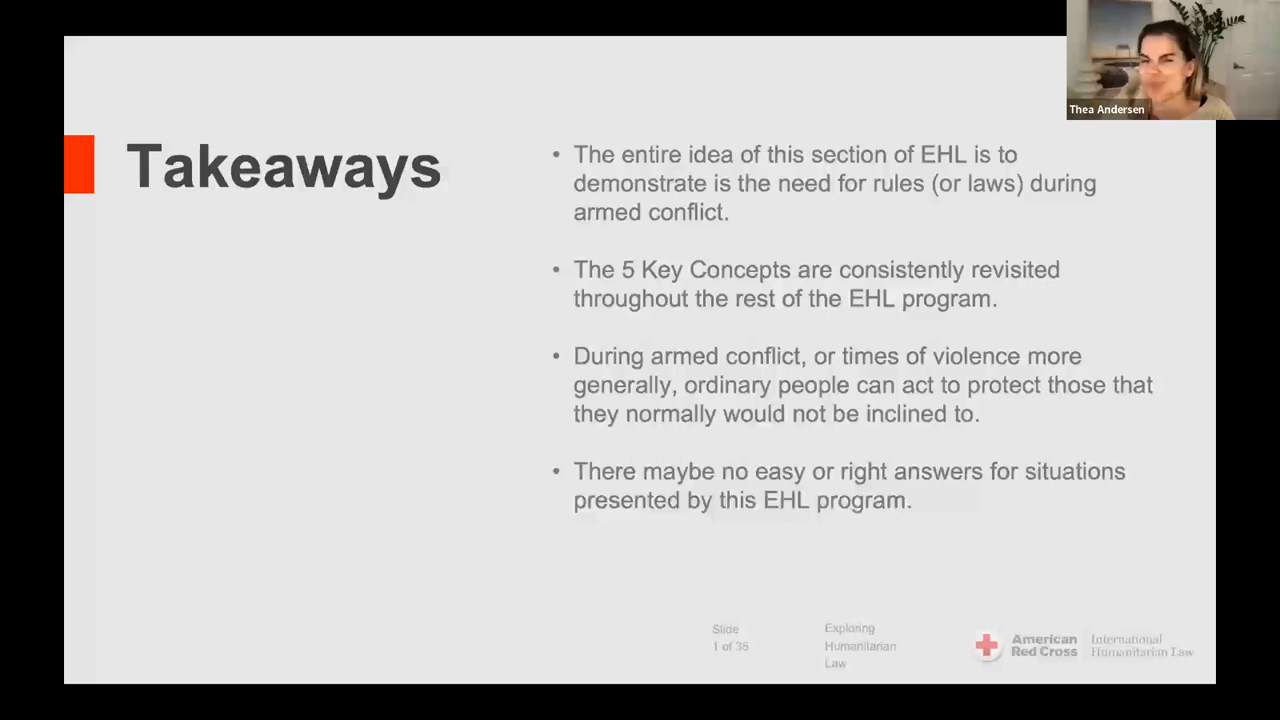 Thea Andersen
Takeaways
• The entire idea of this section of EHL is to
demonstrate is the need for rules (or laws) during
armed conflict.
• The 5 Key Concepts are consistently revisited
throughout the rest of the EHL program.
• During armed conflict, or times of violence more
generally, ordinary people can act to protect those that
they normally would not be inclined to.
• There maybe no easy or right answers for situations
presented by this EHL program.
Slide
1 of 35
Exploring
Humanitarian
Law
American
Red Cross
International
Humanitarian Law